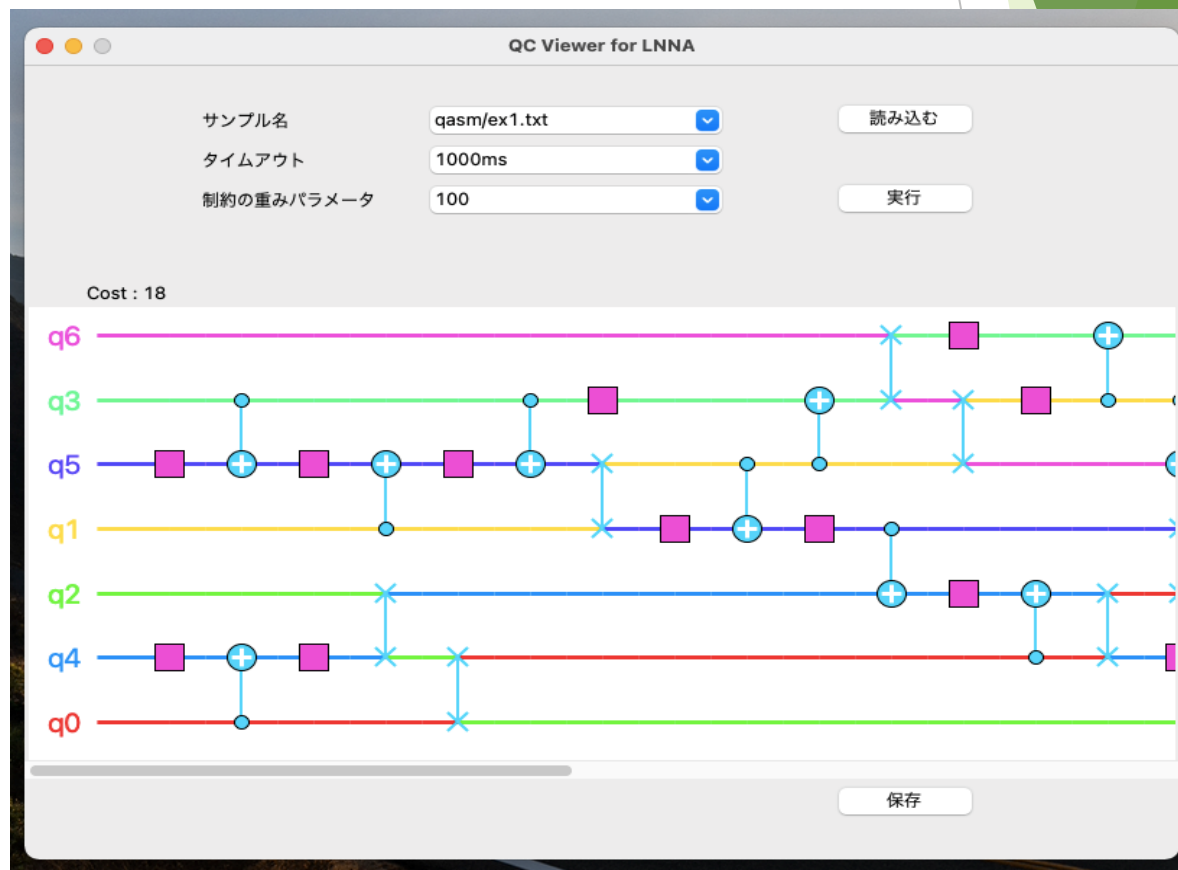 QC Viewer for LNNA
サンプル名 qasm/ex1.txt 読み込む
タイムアウト 1000ms
制約の重みパラメータ 100 実行
Cost : 18
q6
q3
q5
q1
q2
q4
q0
保存